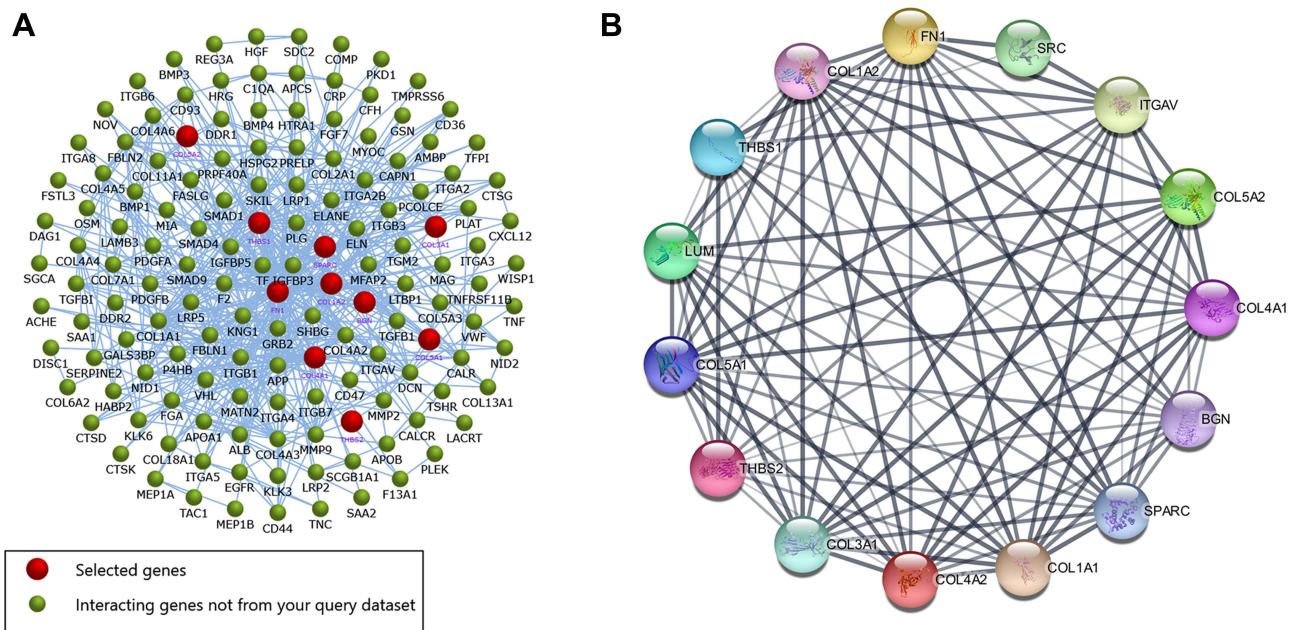 A
B
HGF
SDC2
REG3A
COMP
BMP3
C1QA
APCS
PKD1
ITGB6
HRG
CRP
TMPRSS6
CD93
CFH
NOV
COL4A6
DDR1
BMP4
HTRA1
FGF7
GSN
CD36
ITGA8
FBLN2
COL5A2
MYOC
AMBP
TFPI
HSPG2
PRELP
COL11A1
PRPF40A
COL2A1
CAPN1
FSTL3
COL4A5
FASLG
SKIL
LRP1
ITGA2B
ITGA2
CTSG
BMP1
SMAD1
ELANE
PCOLCE
OSM
MIA
ITGB3
PLAT
DAG1
LAMB3
SMAD4
THBS1
PLG
ELN
COL3A1
CXCL12
COL4A4
PDGFA
IGFBP5
TGM2
ITGA3
SGCA
COL7A1
SMAD9
TF
IGFBP3
MFAP2
MAG
WISP1
TGFBI
PDGFB
F2
COL1A2
LTBP1
TNFRSF11B
ACHE
DDR2
LRP5
FN1
BGN
COL5A3
TNF
SAA1
COL1A1
KNG1
SHBG
TGFB1
VWF
DISC1
GALS3BP
FBLN1
GRB2
COL4A2
COL5A1
NID2
SERPINE2
P4HB
ITGB1
APP
COL4A1
ITGAV
CALR
COL6A2
NID1
VHL
CD47
DCN
COL13A1
HABP2
MATN2
ITGA4
ITGB7
MMP2
TSHR
CTSD
FGA
APOA1
ALB
THBS2
CALCR
LACRT
KLK6
COL4A3
MMP9
APOB
CTSK
COL18A1
SCGB1A1
PLEK
ITGA5
EGFR
KLK3
LRP2
F13A1
MEP1A
TAC1
SAA2
MEP1B
CD44
TNC
Selected genes
Interacting genes not from your query dataset
FN1
SRC
COL1A2
ITGAV
THBS1
COL5A2
LUM
COL4A1
COL5A1
BGN
THBS2
SPARC
COL3A1
COL1A1
COL4A2